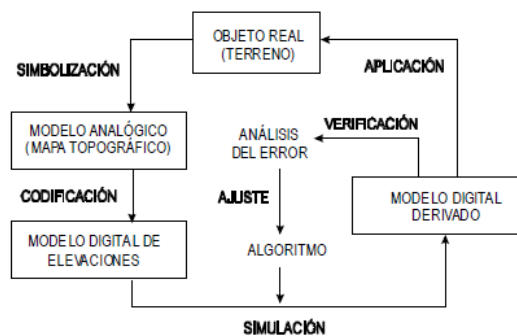 OBJETO REAL
(TERRENO)
SIMBOLIZACIÓN
APLICACIÓN
MODELO ANALÓGICO
(MAPA TOPOGRÁFICO)
ANÁLISIS
DEL ERROR
VERIFICACIÓN
CODIFICACIÓN
AJUSTE
MODELO DIGITAL
DERIVADO
MODELO DIGITAL DE
ELEVACIONES
ALGORITMO
SIMULACIÓN